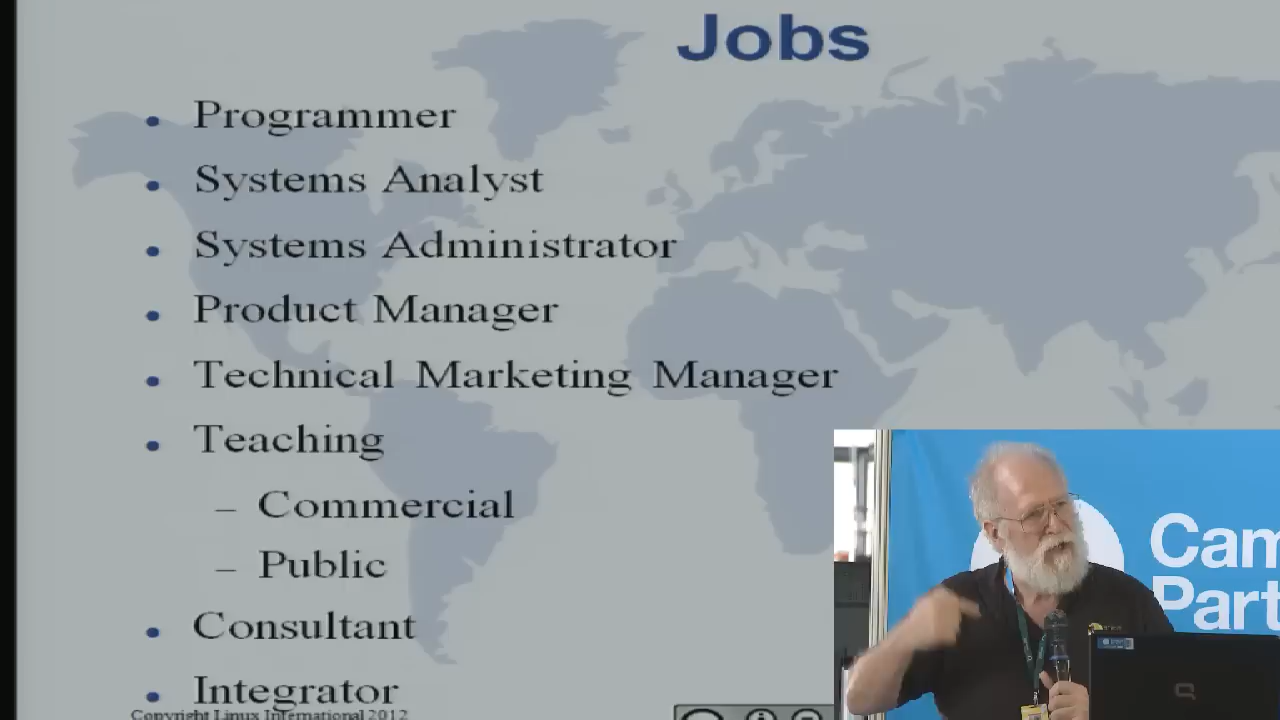 Jobs
Programmer
Systems Analyst
Systems Administrator
Product Manager
Technical Marketing Manager
Teaching
– Commercial
– Public
Consultant
Integrator
Copyright Linux International 2012
Cam
Part